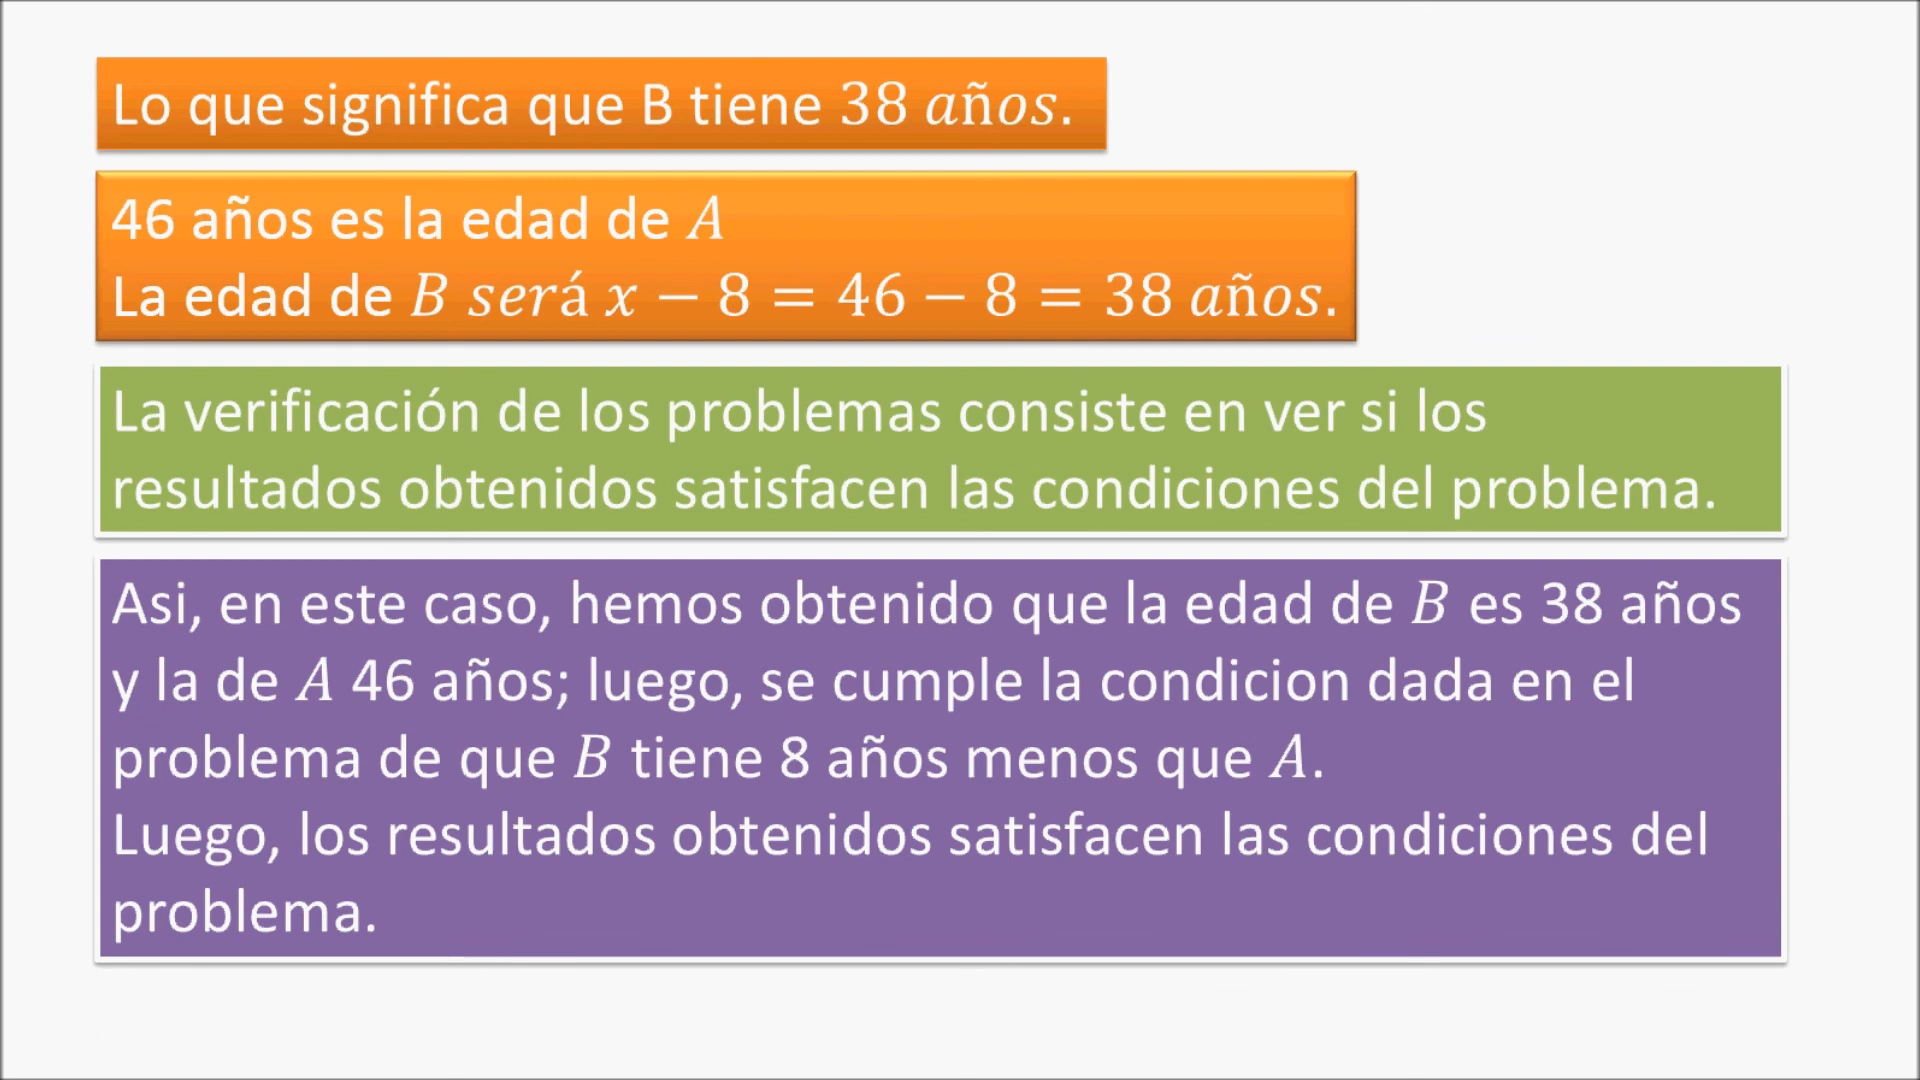 Lo que significa que B tiene 38 años.
46 años es la edad de A
La edad de B será x − 8 = 46 − 8 = 38 años.
La verificación de los problemas consiste en ver si los
resultados obtenidos satisfacen las condiciones del problema.
Asi, en este caso, hemos obtenido que la edad de B es 38 años
y la de A 46 años; luego, se cumple la condicion dada en el
problema de que B tiene 8 años menos que A.
Luego, los resultados obtenidos satisfacen las condiciones del
problema.